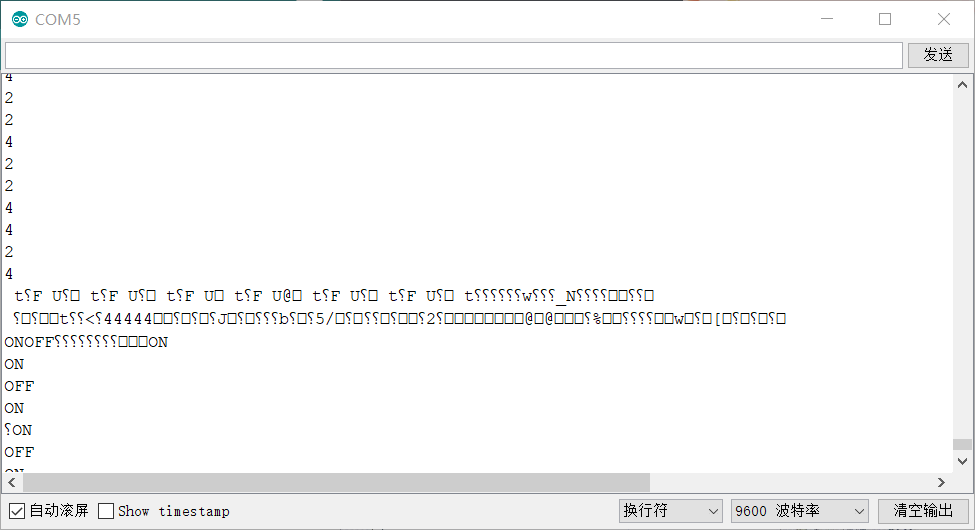 COM5
发送
4
2
2
4
2
2
4
4
2
4
t⸮F U⸮□ t⸮F U⸮□ t⸮F U□ t⸮F U@□ t⸮F U⸮□ t⸮F U⸮□ t⸮⸮⸮⸮⸮⸮w⸮⸮⸮_N⸮⸮⸮⸮□□⸮⸮□
⸮□⸮□□t⸮⸮<⸮44444□□⸮□⸮□⸮J□⸮□⸮⸮⸮b⸮□⸮5/□⸮□⸮⸮□⸮□□⸮2⸮□□□□□□□□@□@□□□⸮%□□⸮⸮⸮⸮□□w□⸮□[□⸮□⸮□⸮□
ONOFF⸮⸮⸮⸮⸮⸮⸮⸮□□□ON
ON
OFF
ON
⸮ON
OFF
ON
自动滚屏 Show timestamp 换行符 9600 波特率 清空输出